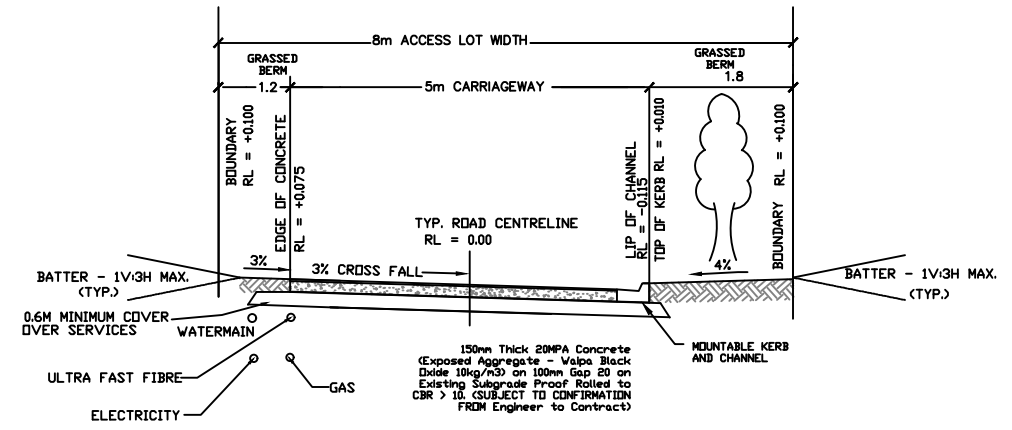 8m ACCESS LOT WIDTH
GRASSED
BERM
1.2
5m CARRIAGEWAY
GRASSED
BERM
1.8
BOUNDARY
RL = +0.100
EDGE OF CONCRETE
RL = +0.075
LIP OF CHANNEL
RL = -0.115
TOP OF KERB RL = +0.010
BOUNDARY RL = +0.100
TYP. ROAD CENTRELINE
RL = 0.00
3%
3% CROSS FALL
4%
BATTER - 1V:3H MAX.
(TYP.)
BATTER - 1V:3H MAX.
(TYP.)
0.6M MINIMUM COVER
OVER SERVICES
WATERMAIN
ULTRA FAST FIBRE
GAS
ELECTRICITY
MOUNTABLE KERB
AND CHANNEL
150mm Thick 20MPA Concrete
(Exposed Aggregate - Waipa Black
Oxide 10kg/m3) on 100mm Gap 20 on
Existing Subgrade Proof Rolled to
CBR > 10. (SUBJECT TO CONFIRMATION
FROM Engineer to Contract)